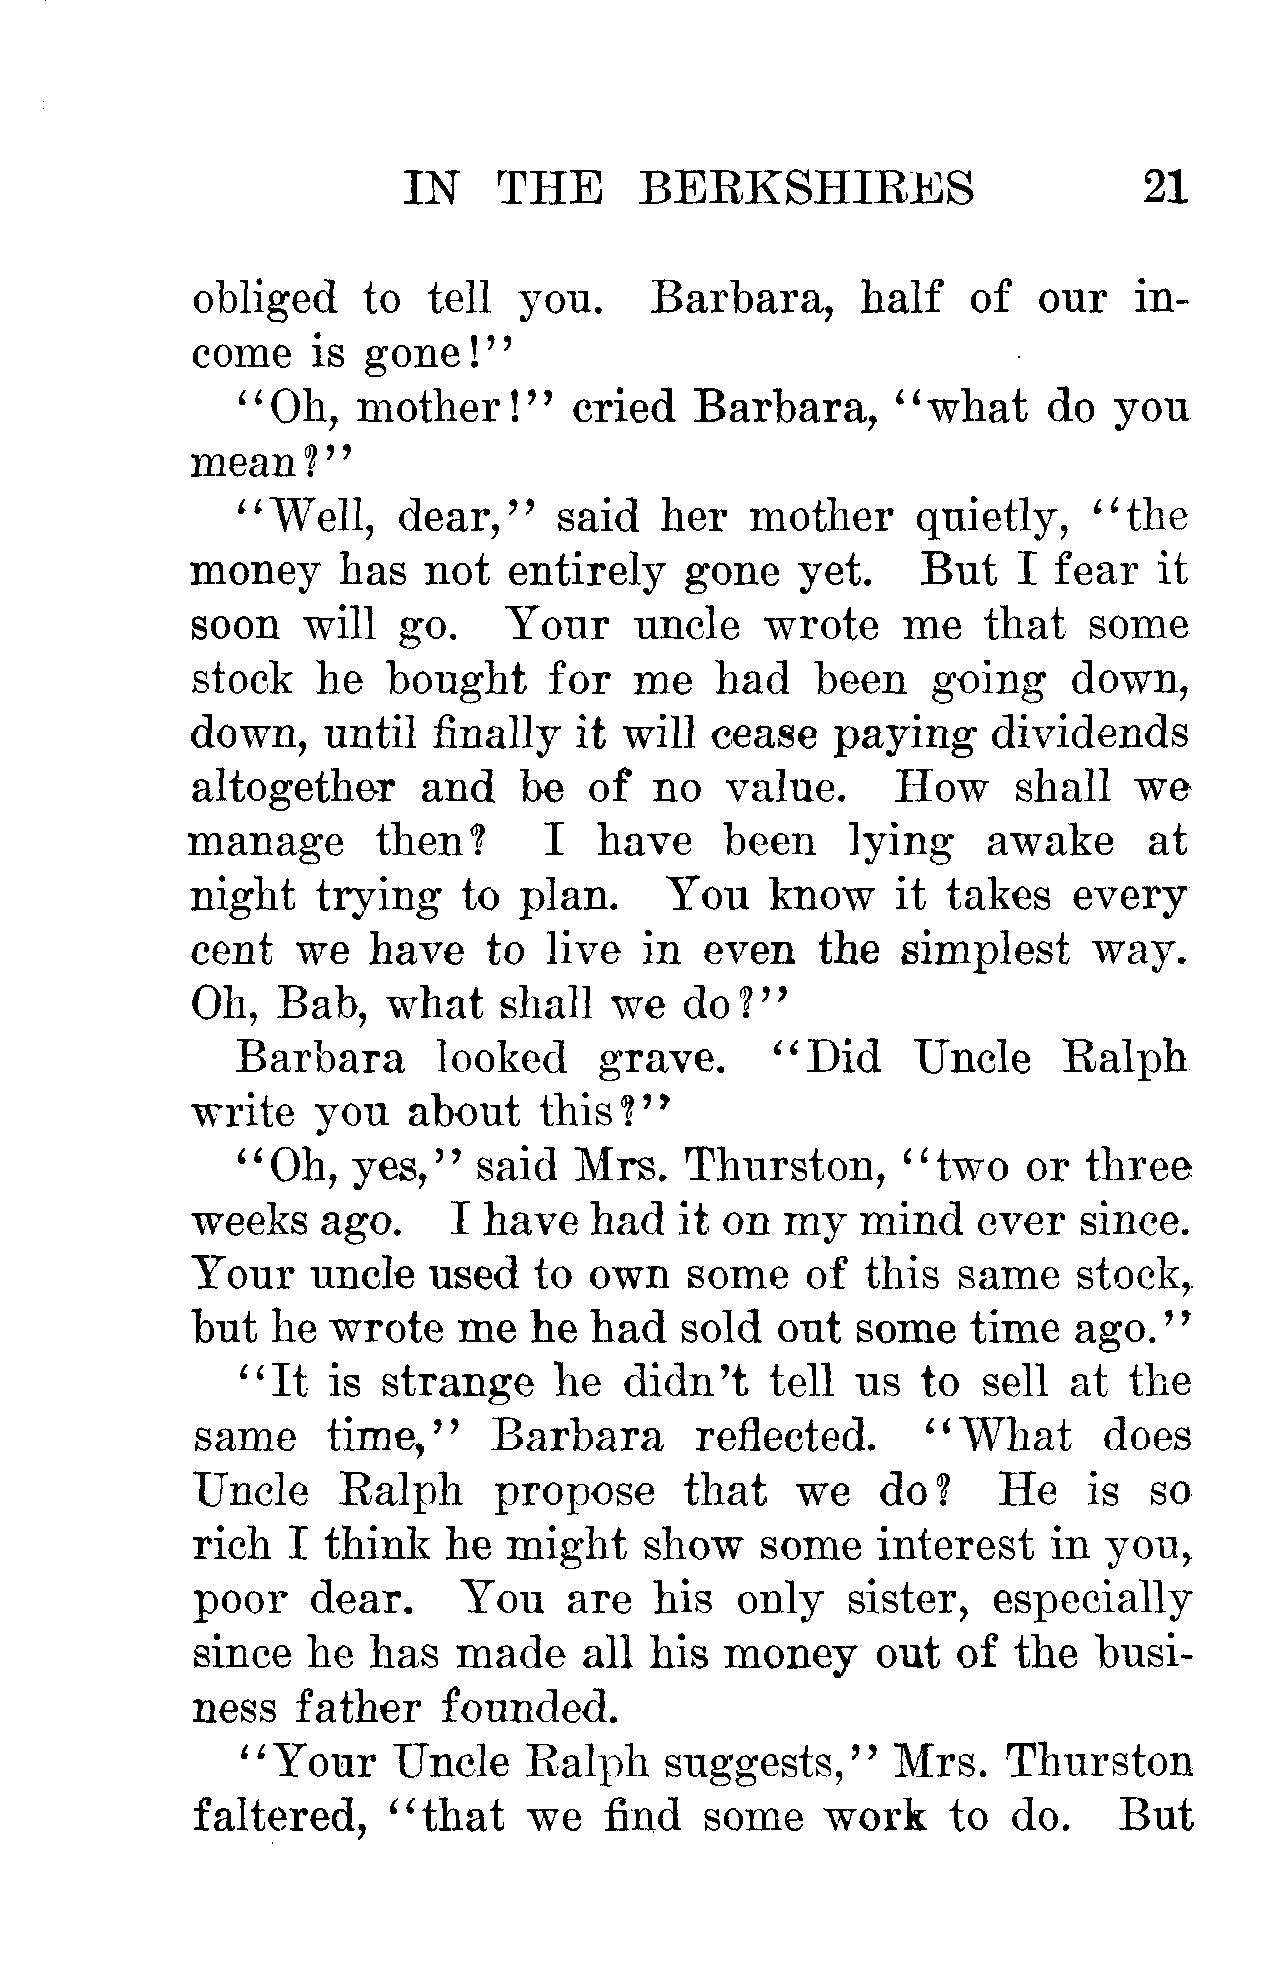 IN THE BERKSHIRES 21
obliged to tell you. Barbara, half of our in-
come is gone!"
"Oh, mother!" cried Barbara, "what do you
mean?"
"Well, dear," said her mother quietly, "the
money has not entirely gone yet. But I fear it
soon will go. Your uncle wrote me that some
stock he bought for me had been going down,
down, until finally it will cease paying dividends
altogether and be of no value. How shall we
manage then? I have been lying awake at
night trying to plan. You know it takes every
cent we have to live in even the simplest way.
Oh, Bab, what shall we do?"
Barbara looked grave. "Did Uncle Ralph
write you about this?"
"Oh, yes," said Mrs. Thurston, "two or three
weeks ago. I have had it on my mind ever since.
Your uncle used to own some of this same stock,
but he wrote me he had sold out some time ago."
"It is strange he didn't tell us to sell at the
same time," Barbara reflected. "What does
Uncle Ralph propose that we do? He is so
rich I think he might show some interest in you,
poor dear. You are his only sister, especially
since he has made all his money out of the busi-
ness father founded.
"Your Uncle Ralph suggests," Mrs. Thurston
faltered, "that we find some work to do. But